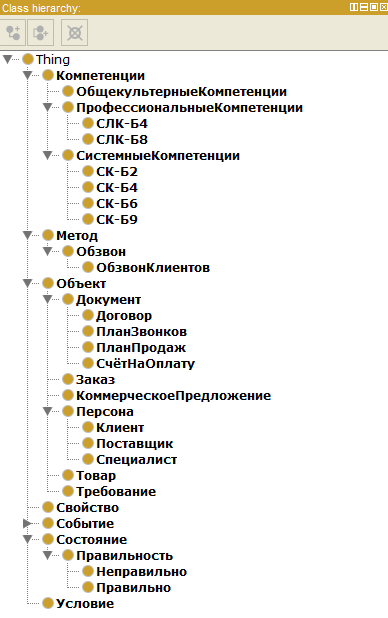 Class hierarchy:
Thing
Компетенции
ОбщекультерныеКомпетенции
ПрофессиональныеКомпетенции
СЛК-Б4
СЛК-Б8
СистемныеКомпетенции
СК-Б2
СК-Б4
СК-Б6
СК-Б9
Метод
Обзвон
ОбзвонКлиентов
Объект
Документ
Договор
ПланЗвонков
ПланПродаж
СчётНаОплату
Заказ
КоммерческоеПредложение
Персона
Клиент
Поставщик
Специалист
Товар
Требование
Свойство
Событие
Состояние
Правильность
Неправильно
Правильно
Условие